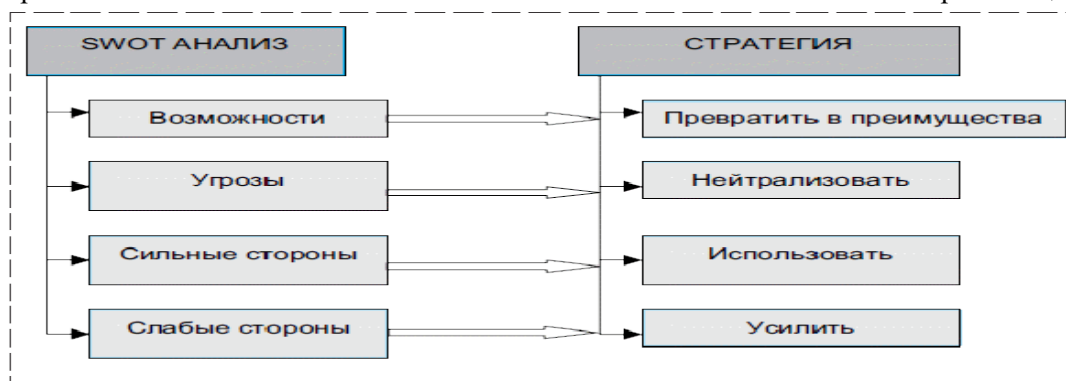 SWOT АНАЛИЗ
СТРАТЕГИЯ
Возможности
Превратить в преимущества
Угрозы
Нейтрализовать
Сильные стороны
Использовать
Слабые стороны
Усилить